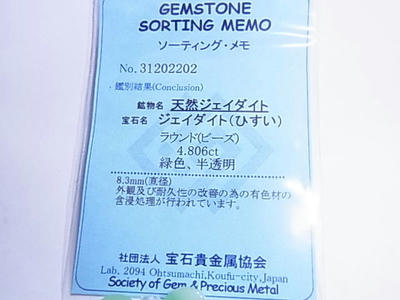 GEMSTONE
SORTING MEMO
ソーティング・メモ
No. 31202202
鑑別結果(Conclusion)
鉱物名 天然ジェイダイト
宝石名 ジェイダイト(ひすい)
ラウンド(ビーズ)
4.806ct
緑色、半透明
8.3mm(直径)
外観及び耐久性の改善の為の有色材の
含浸処理が行われています。
社団法人 宝石貴金属協会
Lab. 2094 Ohtsumachi,Koufu-city,Japan
Society of Gem & Precious Metal